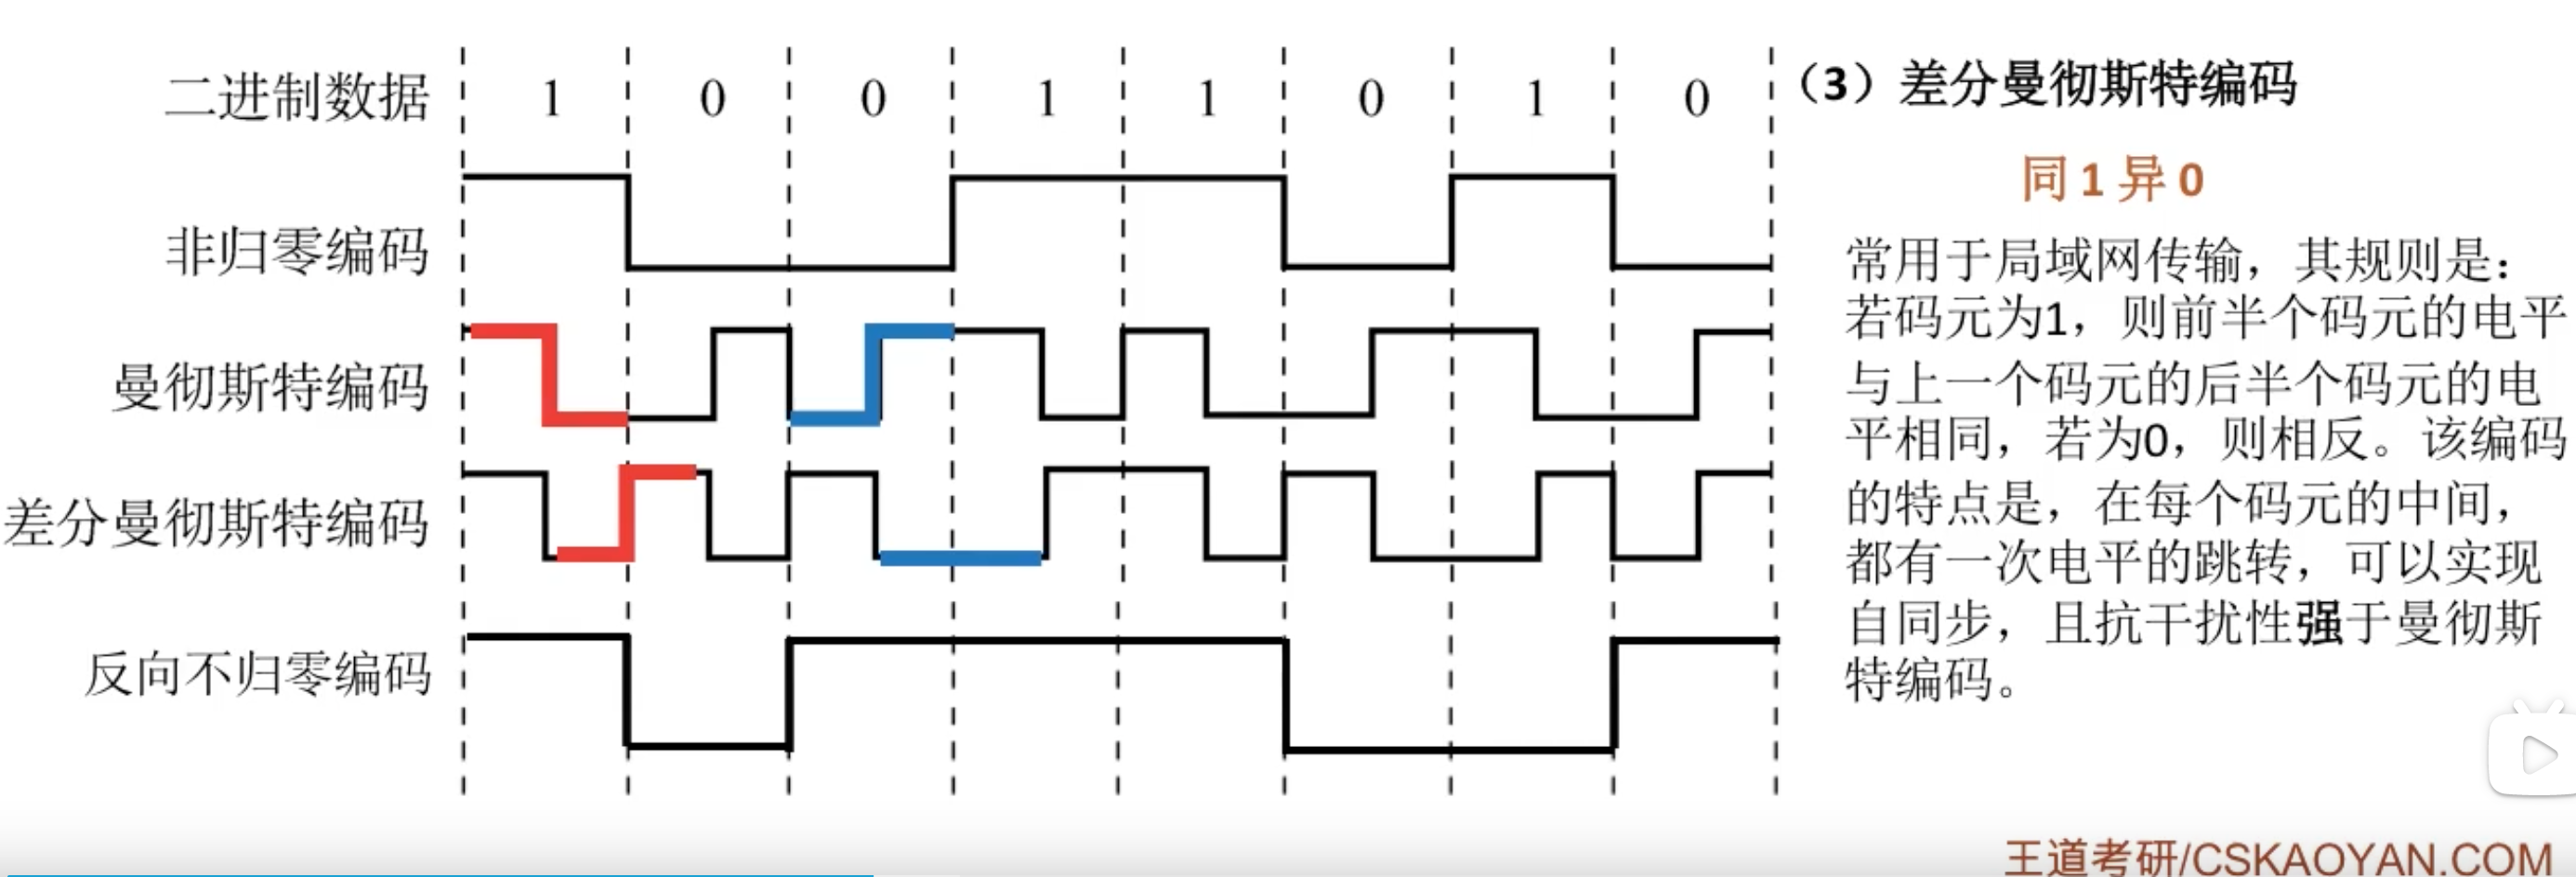 二进制数据 1 0 0 1 1 0 1 0
非归零编码
曼彻斯特编码
差分曼彻斯特编码
反向不归零编码
（3）差分曼彻斯特编码
同 1 异 0
常用于局域网传输，其规则是：
若码元为1，则前半个码元的电平
与上一个码元的后半个码元的电
平相同，若为0，则相反。该编码
的特点是，在每个码元的中间，
都有一次电平的跳转，可以实现
自同步，且抗干扰性强于曼彻斯
特编码。
王道考研/CSKAOYAN.COM